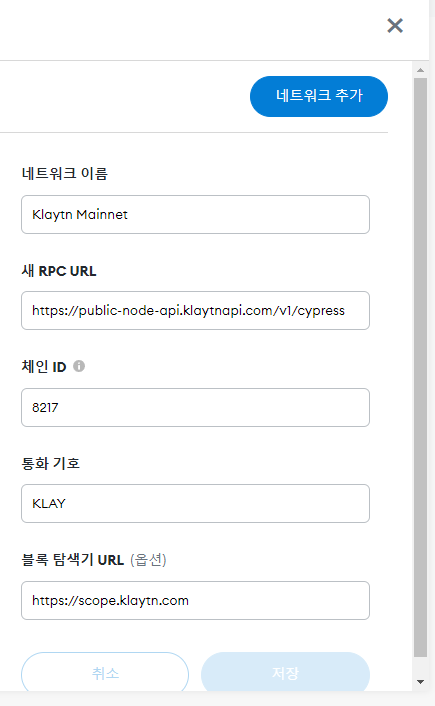 네트워크 추가
네트워크 이름
Klaytn Mainnet
새 RPC URL
https://public-node-api.klaytnapi.com/v1/cypress
체인 ID
8217
통화 기호
KLAY
블록 탐색기 URL (옵션)
https://scope.klaytn.com
취소 저장